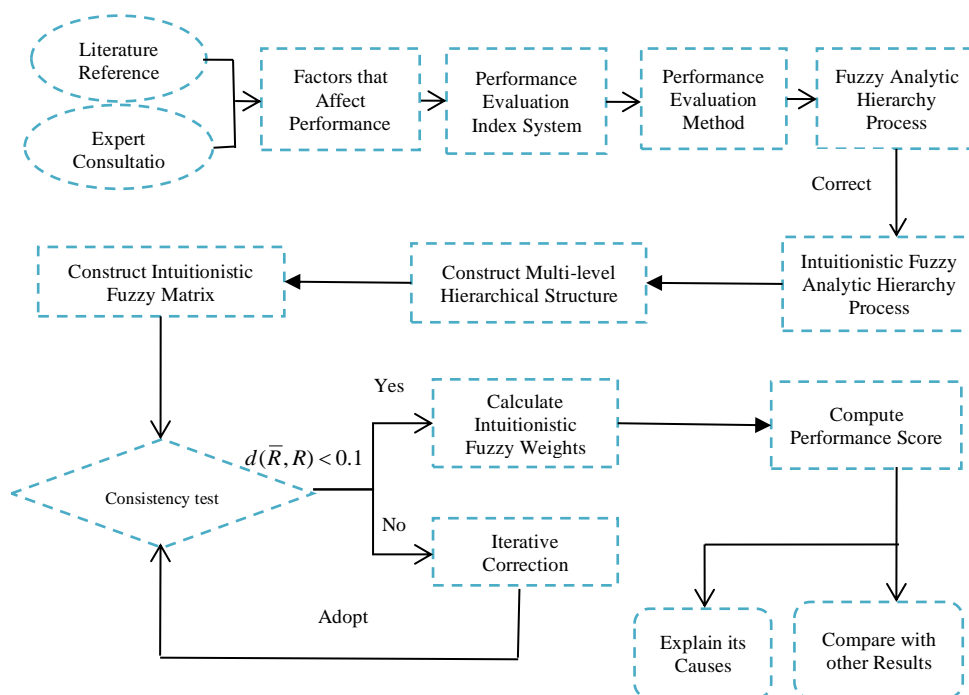 Literature
Reference
Expert
Consultatio
Factors that
Affect
Performance
Performance
Evaluation
Index System
Performance
Evaluation
Method
Fuzzy Analytic
Hierarchy
Process
Correct
Intuitionistic Fuzzy
Analytic Hierarchy
Process
Construct Multi-level
Hierarchical Structure
Construct Intuitionistic
Fuzzy Matrix
Consistency test
d(R̅, R) < 0.1
Yes
Calculate
Intuitionistic
Fuzzy Weights
Compute
Performance Score
No
Iterative
Correction
Adopt
Explain its
Causes
Compare with
other Results